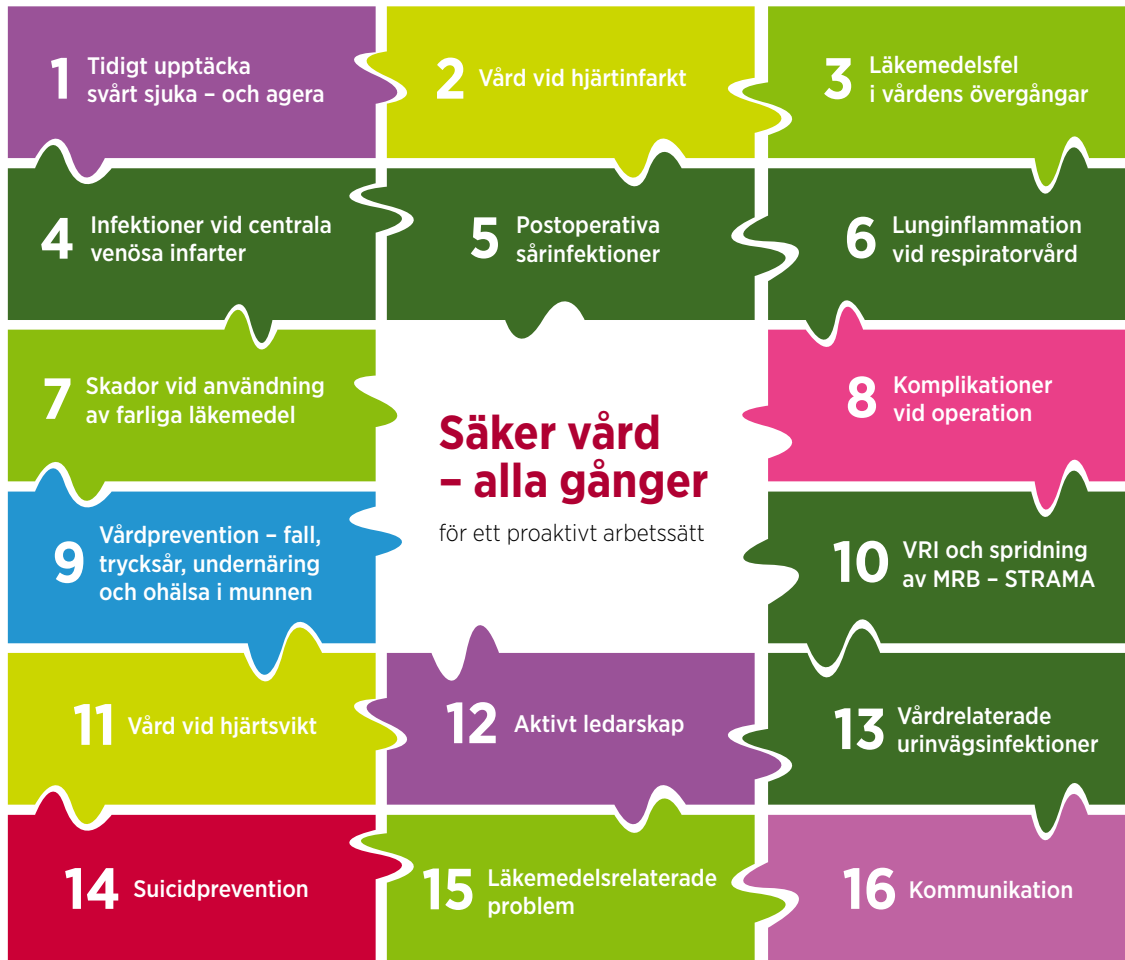 1 Tidigt upptäcka
svårt sjuka – och agera
2 Vård vid hjärtinfarkt
3 Läkemedelsfel
i vårdens övergångar
4 Infektioner vid centrala
venösa infarter
5 Postoperativa
sårinfektioner
6 Lunginflammation
vid respiratorvård
7 Skador vid användning
av farliga läkemedel
Säker vård
– alla gånger
för ett proaktivt arbetssätt
8 Komplikationer
vid operation
9 Vårdprevention – fall,
trycksår, undernäring
och ohälsa i munnen
10 VRI och spridning
av MRB – STRAMA
11 Vård vid hjärtsvikt
12 Aktivt ledarskap
13 Vårdrelaterade
urinvägsinfektioner
14 Suicidprevention
15 Läkemedelsrelaterade
problem
16 Kommunikation